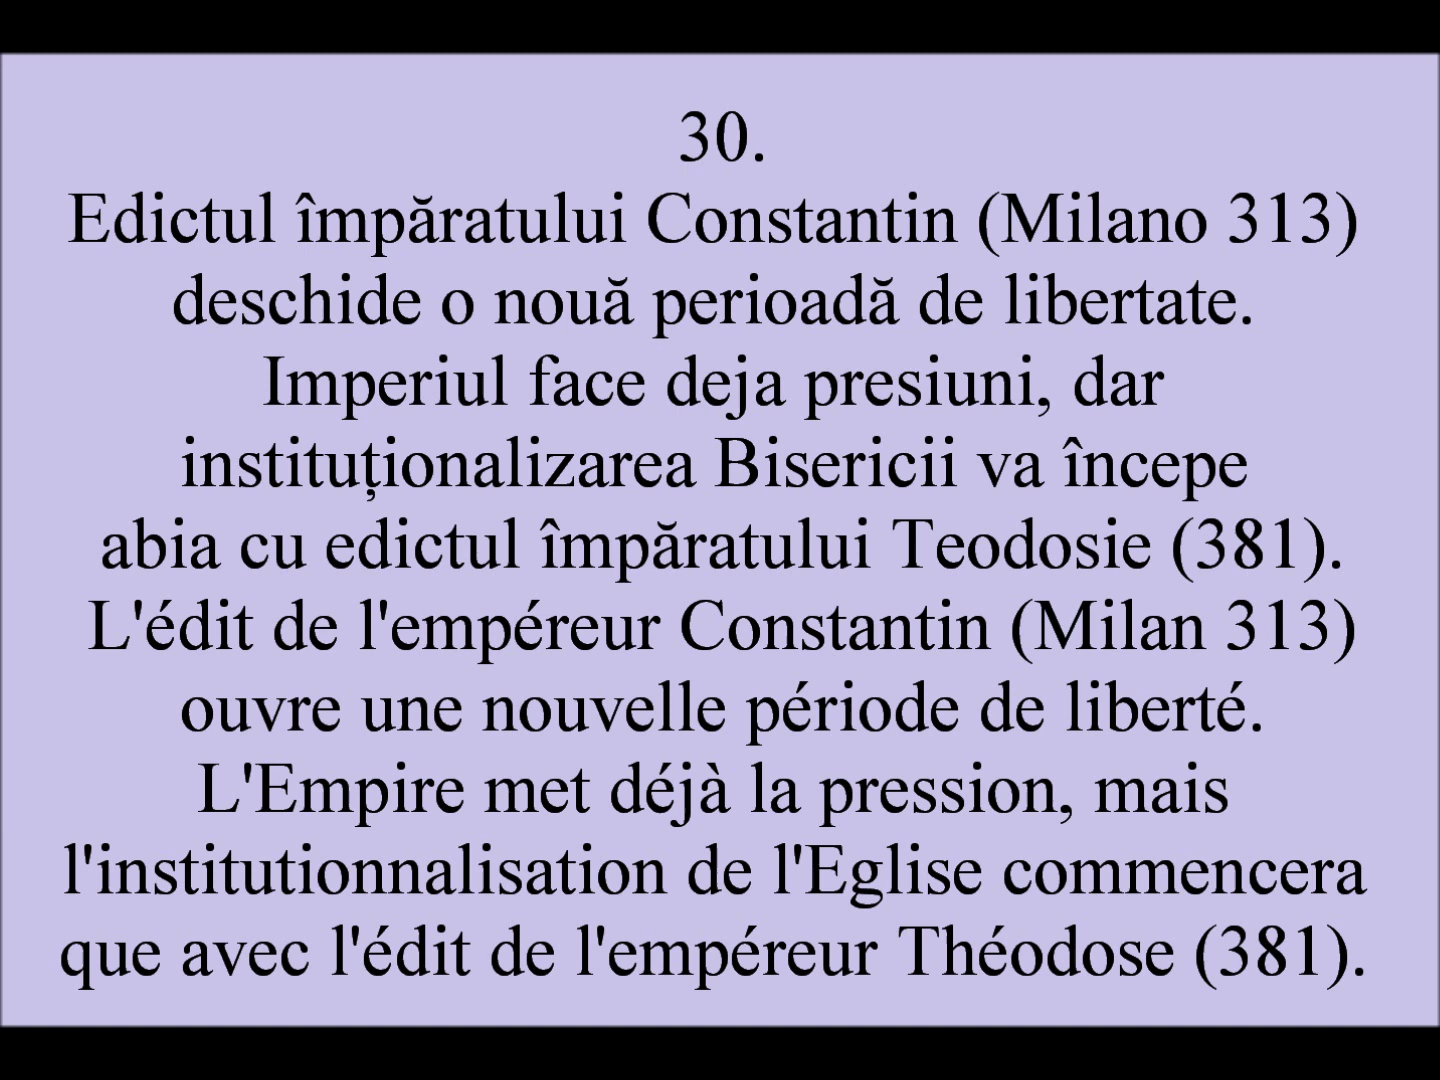 30.
Edictul împăratului Constantin (Milano 313)
deschide o nouă perioadă de libertate.
Imperiul face deja presiuni, dar
instituționalizarea Bisericii va începe
abia cu edictul împăratului Teodosie (381).
L'édit de l'empéreur Constantin (Milan 313)
ouvre une nouvelle période de liberté.
L'Empire met déjà la pression, mais
l'institutionnalisation de l'Eglise commencera
que avec l'édit de l'empéreur Théodose (381).